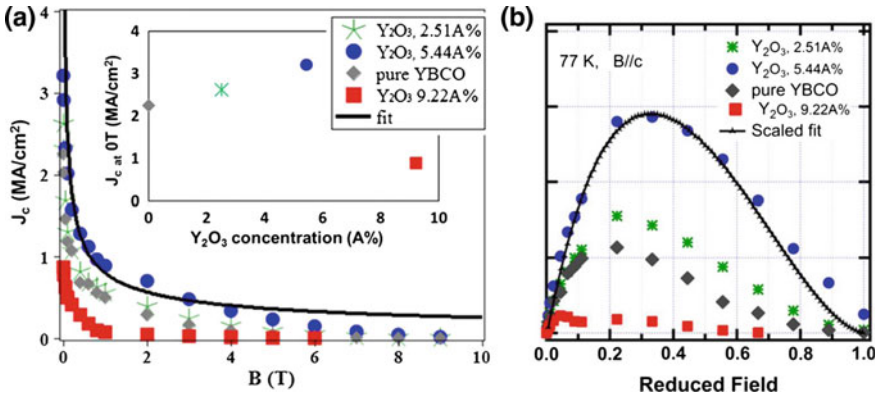 (a)
4
3
2
1
0
0
2
4
6
8
10
J_c (MA/cm²)
B (T)
4
3
2
1
0
0
2
4
6
8
10
J_c at 0T (MA/cm²)
Y₂O₃ concentration (A%)
Y₂O₃, 2.51A%
Y₂O₃, 5.44A%
pure YBCO
Y₂O₃ 9.22A%
fit
(b)
77 K, B//c
Y₂O₃, 2.51A%
Y₂O₃, 5.44A%
pure YBCO
Y₂O₃, 9.22A%
Scaled fit
0.0
0.2
0.4
0.6
0.8
1.0
Reduced Field